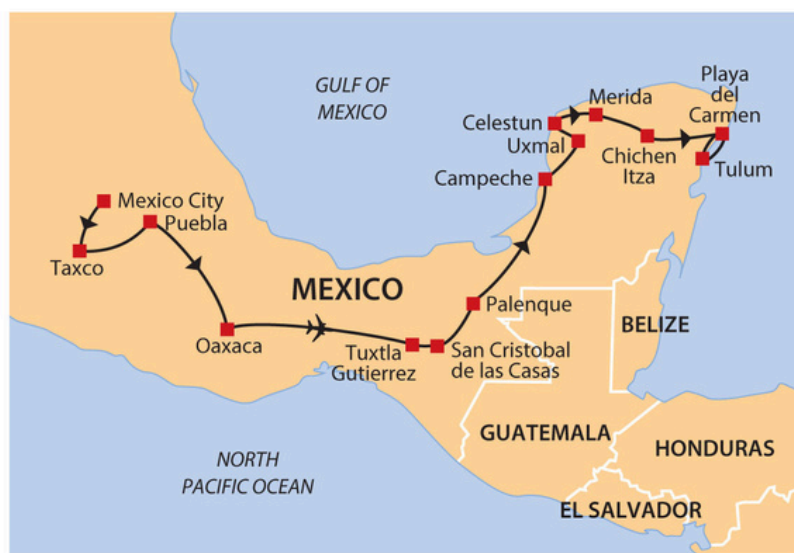 GULF OF
MEXICO
Playa
del
Carmen
Merida
Celestun
Uxmal
Chichen
Itza
Tulum
Campeche
Mexico City
Puebla
Taxco
MEXICO
Palenque
BELIZE
Oaxaca
Tuxtla
Gutierrez
San Cristobal
de las Casas
GUATEMALA
HONDURAS
NORTH
PACIFIC OCEAN
EL SALVADOR